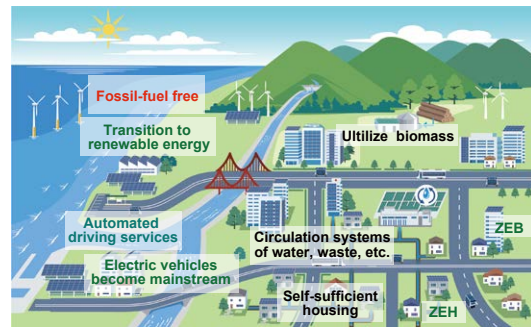 Fossil-fuel free
Transition to
renewable energy
Ultilize biomass
Automated
driving services
Circulation systems
of water, waste, etc.
ZEB
Electric vehicles
become mainstream
Self-sufficient
housing
ZEH